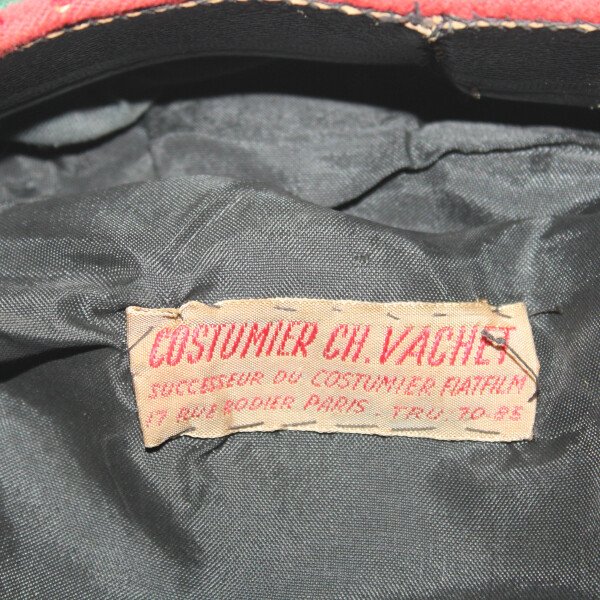 COSTUMIER CH. VACHET
SUCCESSEUR DU COSTUMIER FIATFILM
17 RUE RODIER PARIS - TRU 70-85